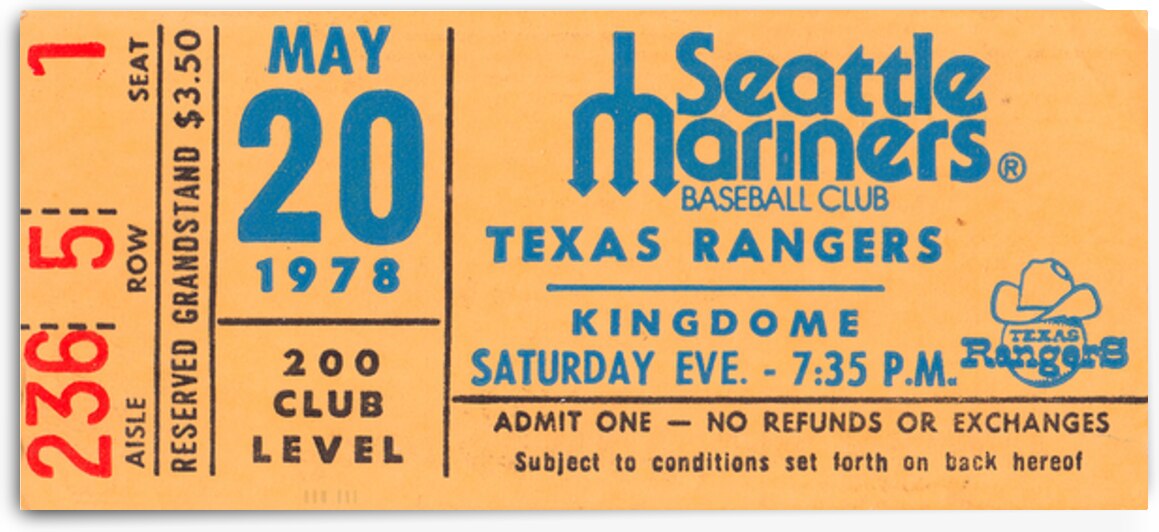 1 SEAT
5 ROW
236 AISLE
RESERVED GRANDSTAND $3.50
MAY
20
1978
200
CLUB
LEVEL
Seattle
Mariners®
BASEBALL CLUB
TEXAS RANGERS
KINGDOME
SATURDAY EVE. - 7:35 P.M.
TEXAS
Rangers
ADMIT ONE — NO REFUNDS OR EXCHANGES
Subject to conditions set forth on back hereof